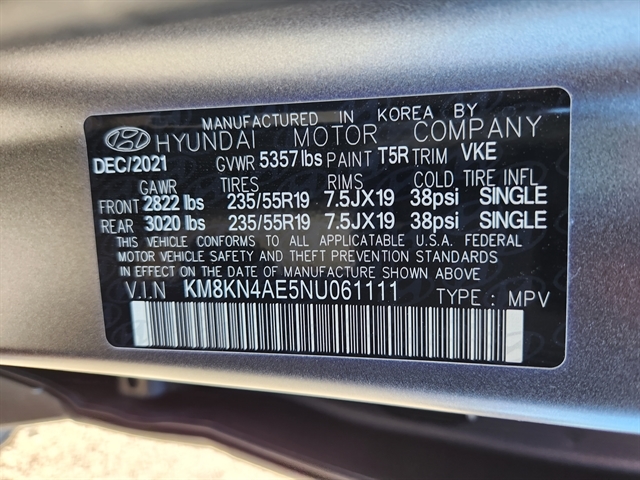 MANUFACTURED IN KOREA BY
HYUNDAI MOTOR COMPANY
DEC/2021 GVWR 5357 lbs PAINT T5R TRIM VKE
GAWR TIRES RIMS COLD TIRE INFL
FRONT 2822 lbs 235/55R19 7.5JX19 38psi SINGLE
REAR 3020 lbs 235/55R19 7.5JX19 38psi SINGLE
THIS VEHICLE CONFORMS TO ALL APPLICABLE U.S.A. FEDERAL
MOTOR VEHICLE SAFETY AND THEFT PREVENTION STANDARDS
IN EFFECT ON THE DATE OF MANUFACTURE SHOWN ABOVE
V.I.N KM8KN4AE5NU061111 TYPE : MPV